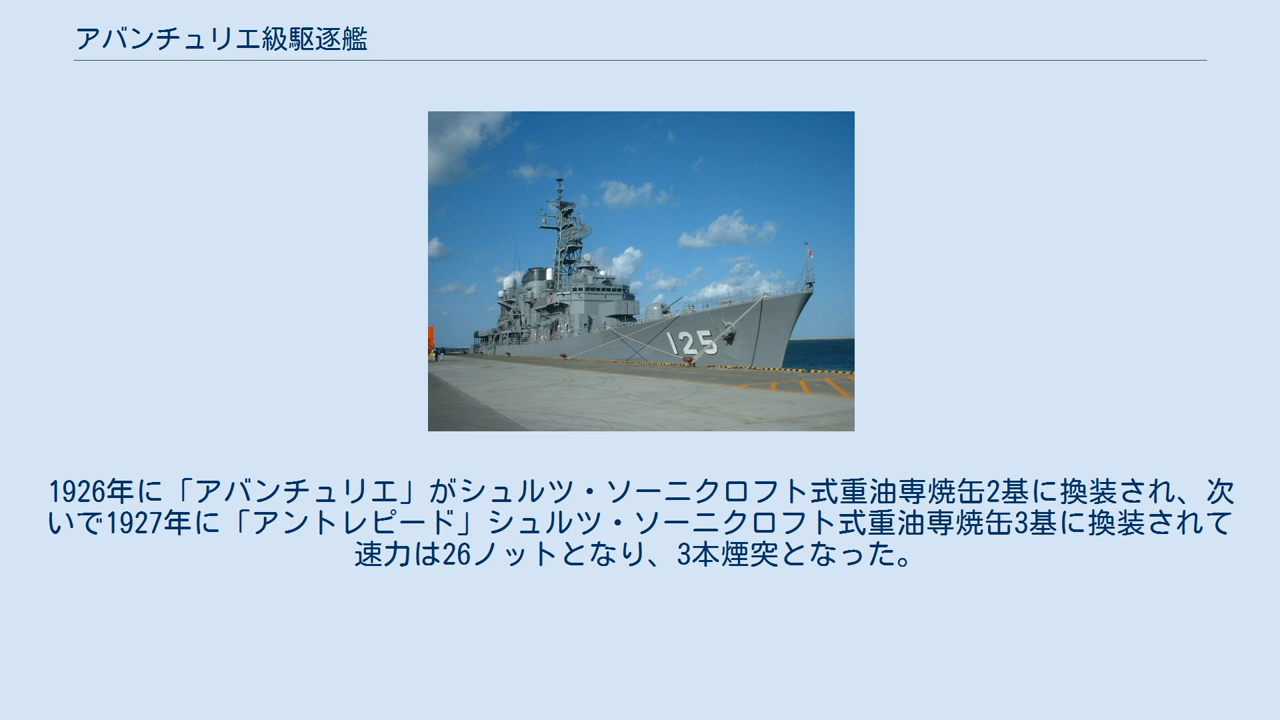 アバンチュリエ級駆逐艦
125
1926年に「アバンチュリエ」がシュルツ・ソーニクロフト式重油専焼缶2基に換装され、次
いで1927年に「アントレピード」シュルツ・ソーニクロフト式重油専焼缶3基に換装されて
速力は26ノットとなり、3本煙突となった。